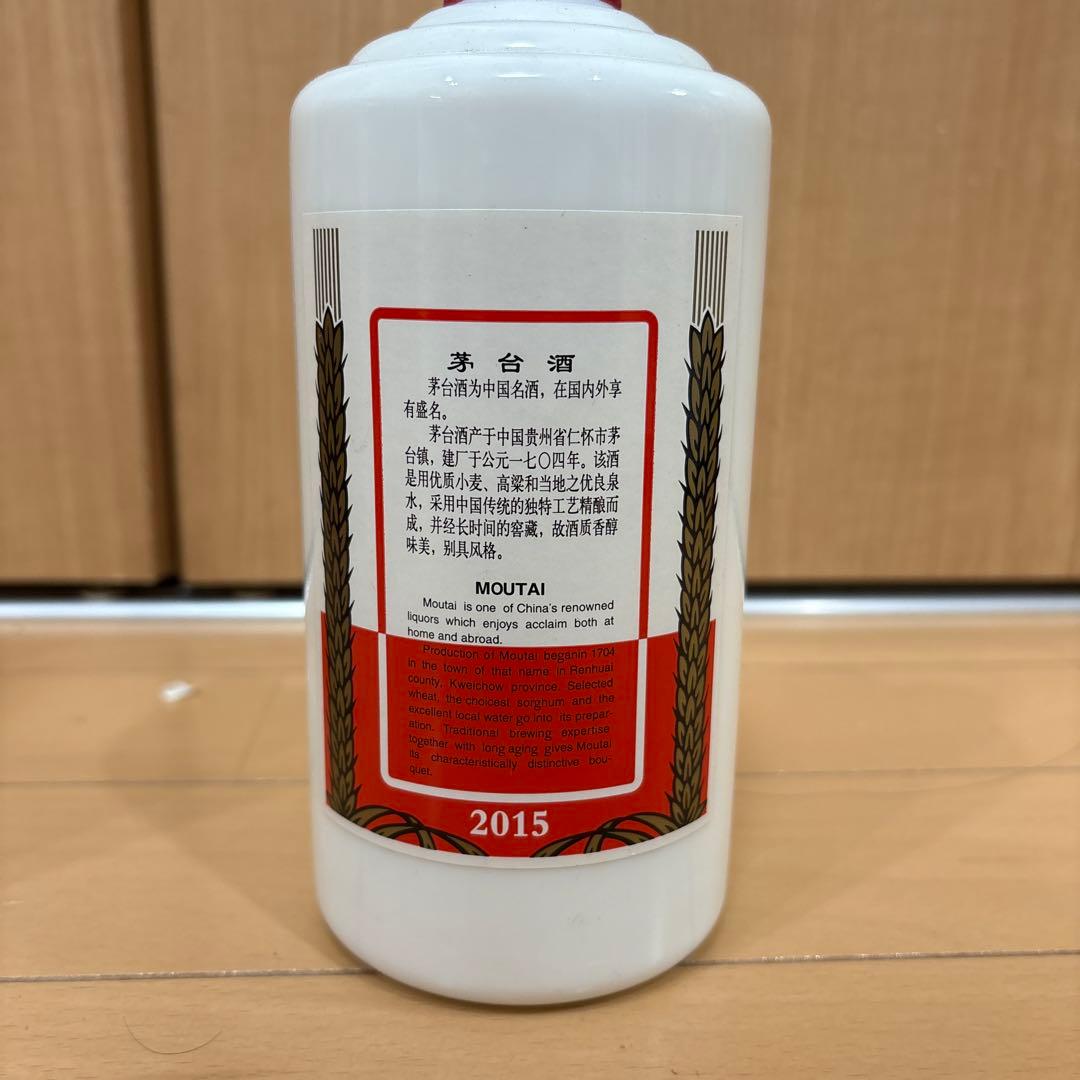 茅台酒
茅台酒为中国名酒，在国内外享
有盛名。
茅台酒产于中国贵州省仁怀市茅
台镇，建厂于公元一七〇四年。该酒
是用优质小麦、高粱和当地之优良泉
水，采用中国传统的独特工艺精酿而
成，并经长时间的窖藏，故酒质香醇
味美，别具风格。
MOUTAI
Moutai is one of China's renowned
liquors which enjoys acclaim both at
home and abroad.
Production of Moutai beganin 1704
in the town of that name in Renhuai
county, Kweichow province. Selected
wheat, the choicest sorghum and the
excellent local water go into its prepar-
ation. Traditional brewing expertise
together with long aging gives Moutai
its characteristically distinctive bou-
quet.
2015